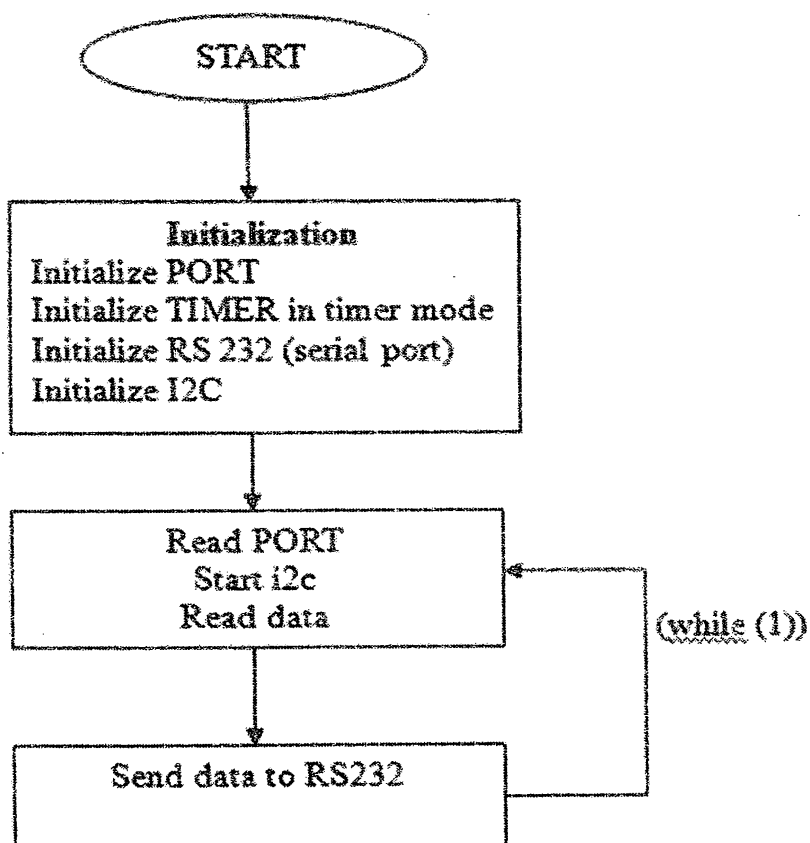 START
Initialization
Initialize PORT
Initialize TIMER in timer mode
Initialize RS 232 (serial port)
Initialize I2C
Read PORT
Start i2c
Read data
(while (1))
Send data to RS232